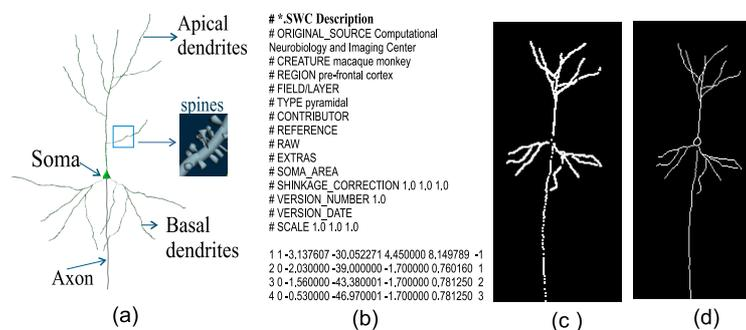 Apical
dendrites
spines
Soma
Basal
dendrites
Axon
(a)
# *.SWC Description
# ORIGINAL_SOURCE Computational
Neurobiology and Imaging Center
# CREATURE macaque monkey
# REGION pre-frontal cortex
# FIELD/LAYER
# TYPE pyramidal
# CONTRIBUTOR
# REFERENCE
# RAW
# EXTRAS
# SOMA_AREA
# SHINKAGE_CORRECTION 1.0 1.0 1.0
# VERSION_NUMBER 1.0
# VERSION_DATE
# SCALE 1.0 1.0 1.0
1 1 -3.137607 -30.052271 4.450000 8.149789 -1
2 0 -2.030000 -39.000000 -1.700000 0.760160 1
3 0 -1.560000 -43.380001 -1.700000 0.781250 2
4 0 -0.530000 -46.970001 -1.700000 0.781250 3
(b)
(c)
(d)